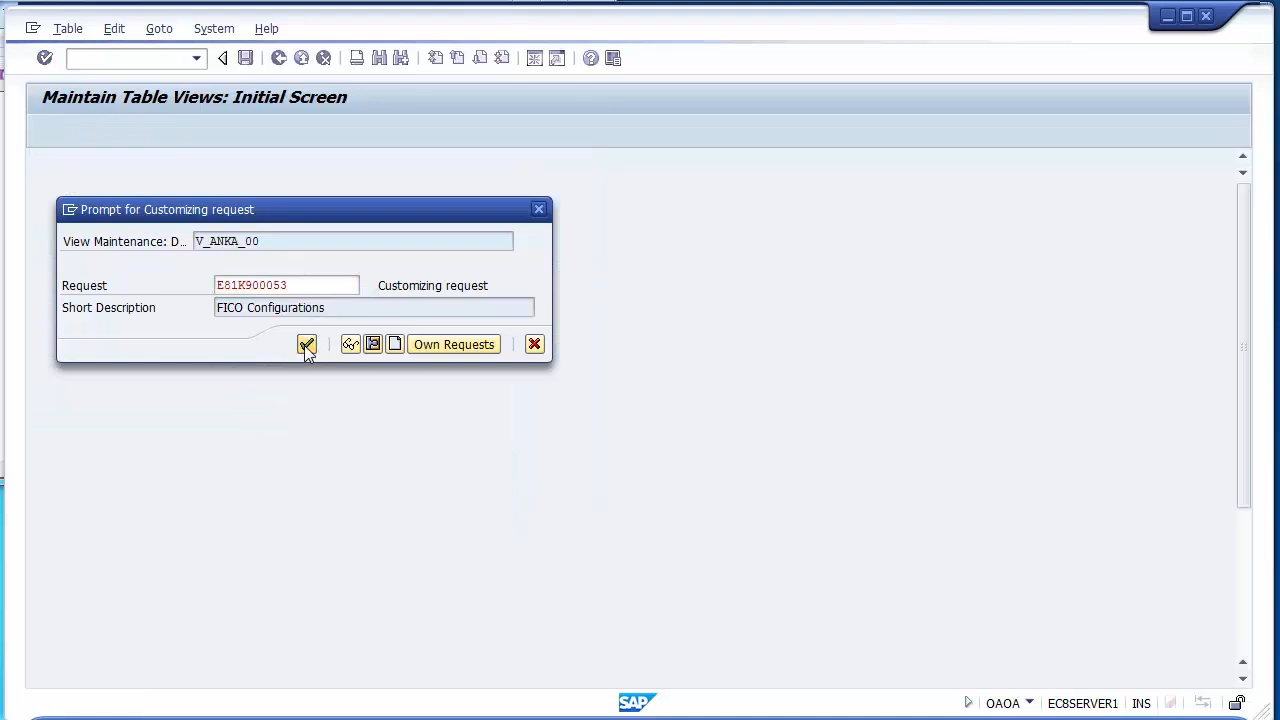 Table Edit Goto System Help
Maintain Table Views: Initial Screen
Prompt for Customizing request
View Maintenance: D... V_ANKA_00
Request E81K900053 Customizing request
Short Description FICO Configurations
Own Requests
SAP OAOA EC8SERVER1 INS